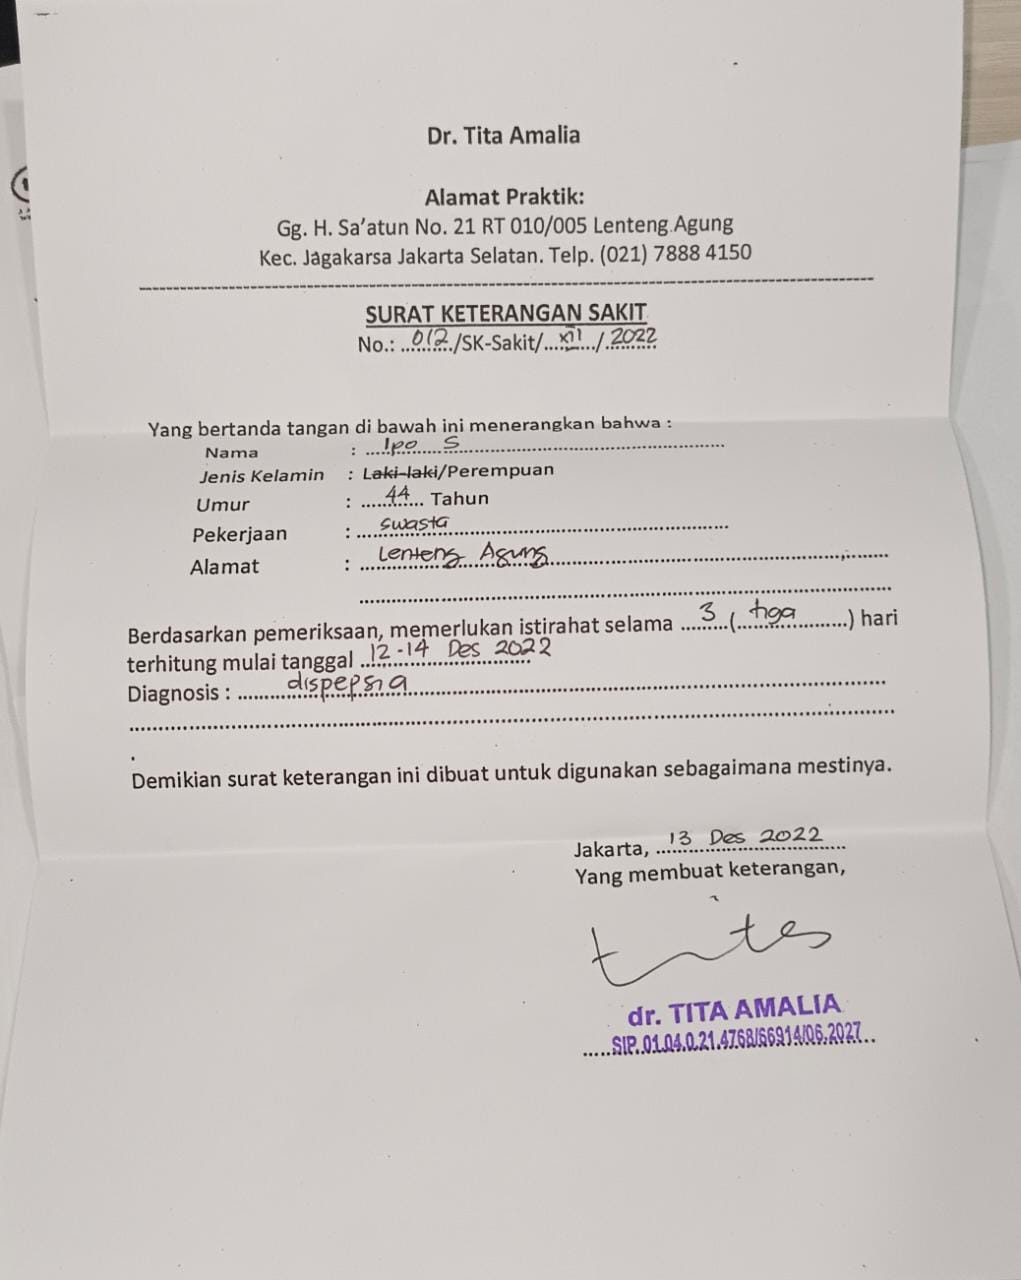 Dr. Tita Amalia
Alamat Praktik:
Gg. H. Sa'atun No. 21 RT 010/005 Lenteng Agung
Kec. Jagakarsa Jakarta Selatan. Telp. (021) 7888 4150
SURAT KETERANGAN SAKIT
No.: 012/SK-Sakit/XII/2022
Yang bertanda tangan di bawah ini menerangkan bahwa :
Nama : Ipo S
Jenis Kelamin : Laki-laki/Perempuan
Umur : 44 Tahun
Pekerjaan : swasta
Alamat : Lenteng Agung
Berdasarkan pemeriksaan, memerlukan istirahat selama 3 (tiga) hari
terhitung mulai tanggal 12-14 Des 2022
Diagnosis : dispepsia
Demikian surat keterangan ini dibuat untuk digunakan sebagaimana mestinya.
Jakarta, 13 Des 2022
Yang membuat keterangan,
dr. TITA AMALIA
SIP. 01.04.0.21.4768/66914/06.2027